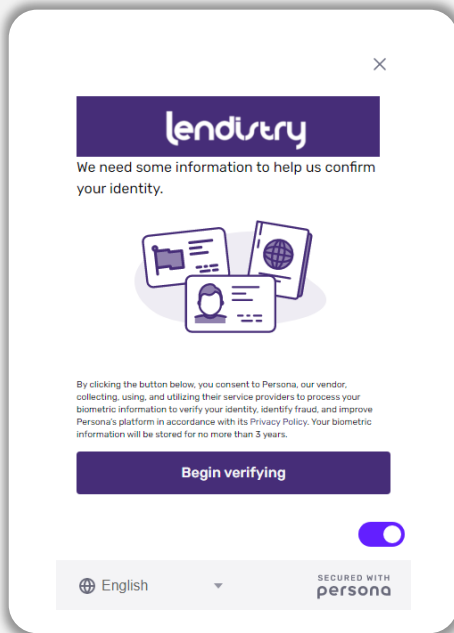 lendistry
We need some information to help us confirm
your identity.
By clicking the button below, you consent to Persona, our vendor,
collecting, using, and utilizing their service providers to process your
biometric information to verify your identity, identify fraud, and improve
Persona's platform in accordance with its Privacy Policy. Your biometric
information will be stored for no more than 3 years.
Begin verifying
English
SECURED WITH
persona